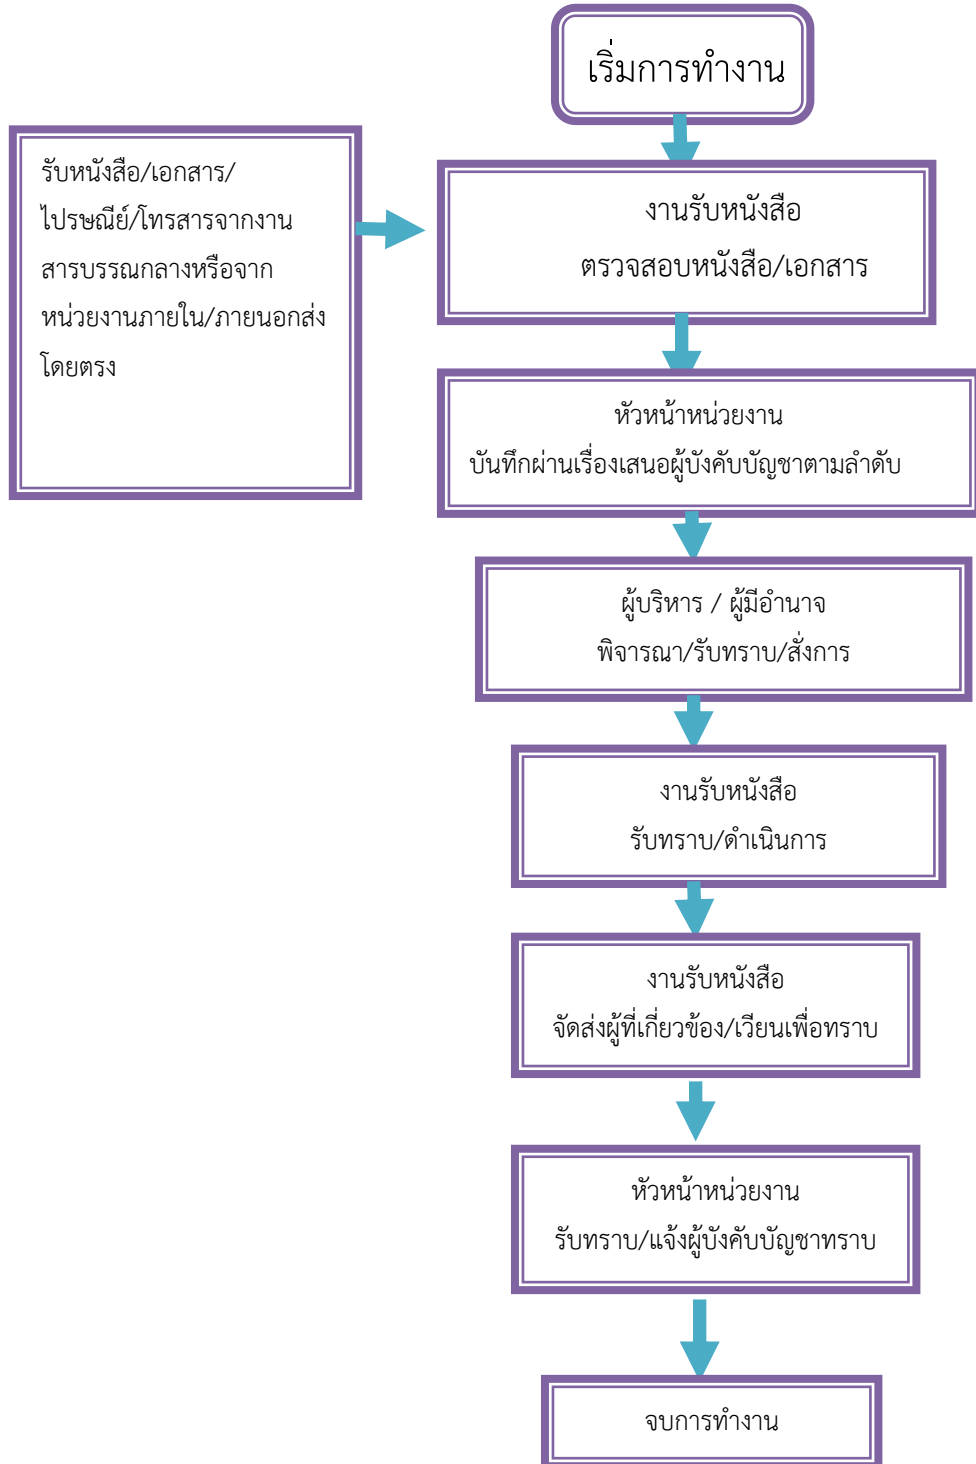 เริ่มการทำงาน
รับหนังสือ/เอกสาร/
ไปรษณีย์/โทรสารจากงาน
สารบรรณกลางหรือจาก
หน่วยงานภายใน/ภายนอกส่ง
โดยตรง
งานรับหนังสือ
ตรวจสอบหนังสือ/เอกสาร
หัวหน้าหน่วยงาน
บันทึกผ่านเรื่องเสนอผู้บังคับบัญชาตามลำดับ
ผู้บริหาร / ผู้มีอำนาจ
พิจารณา/รับทราบ/สั่งการ
งานรับหนังสือ
รับทราบ/ดำเนินการ
งานรับหนังสือ
จัดส่งผู้ที่เกี่ยวข้อง/เวียนเพื่อทราบ
หัวหน้าหน่วยงาน
รับทราบ/แจ้งผู้บังคับบัญชาทราบ
จบการทำงาน